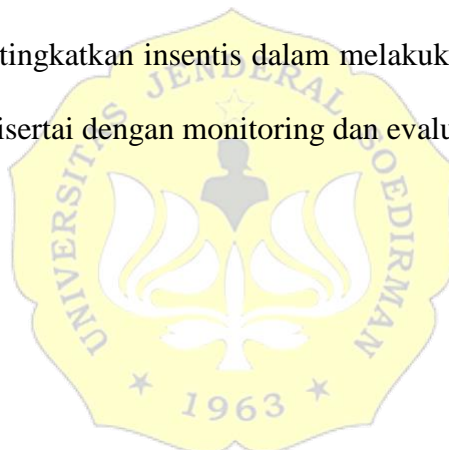 tingkatkan insentis dalam melakuk
isertai dengan monitoring dan evalu
UNIVERSITAS JENDERAL SOEDIRMAN
1963